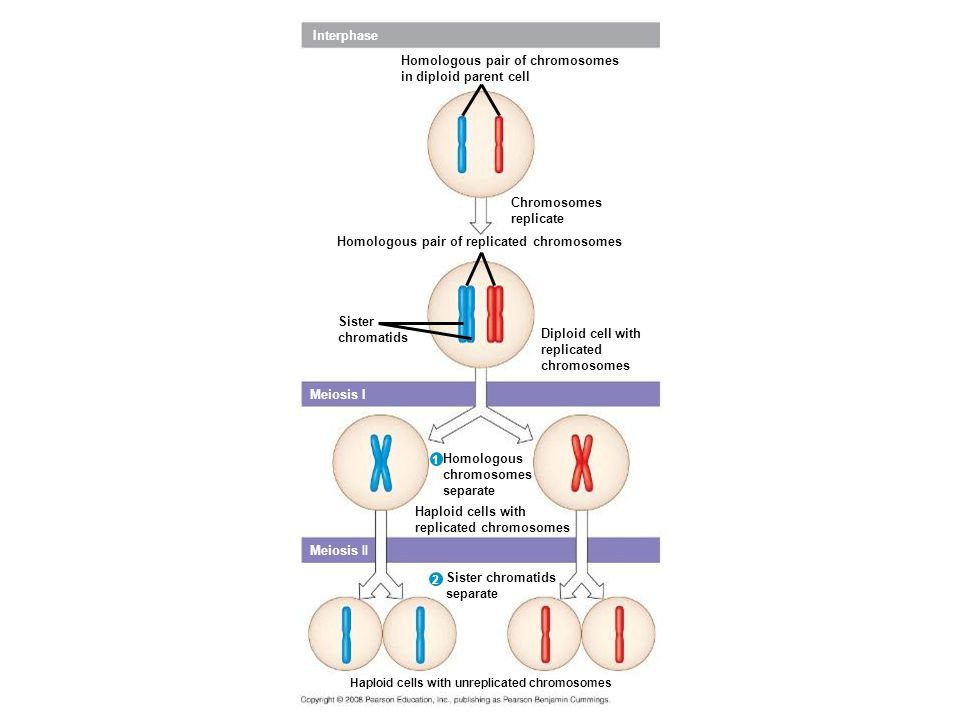 Interphase
Homologous pair of chromosomes
in diploid parent cell
Chromosomes
replicate
Homologous pair of replicated chromosomes
Sister
chromatids
Diploid cell with
replicated
chromosomes
Meiosis I
1 Homologous
chromosomes
separate
Haploid cells with
replicated chromosomes
Meiosis II
2 Sister chromatids
separate
Haploid cells with unreplicated chromosomes
Copyright © 2008 Pearson Education, Inc., publishing as Pearson Benjamin Cummings.